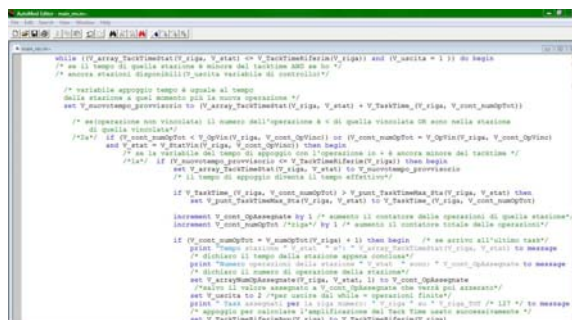 AutoMod Editor - main_inc.m
File Edit Search View Window Help
while ((V_array_TackTimeStat(V_riga, V_stat) <= V_TackTimeRiferim(V_riga)) and (V_uscita = 1 )) do begin
/* se il tempo di quella stazione è minore del tacktime AND se ho */
/* ancora stazioni disponibili(V_uscita variabile di controllo)*/
/* variabile appoggio tempo è uguale al tempo
della stazione a quel momento più la nuova operazione */
set V_nuovotempo_provvisorio to (V_array_TackTimeStat(V_riga, V_stat) + V_TaskTime_(V_riga, V_cont_numOpTot))
/* se(operazione non vincolata) il numero dell'operazione è < di quella vincolata OR sono nella stazione
di quella vincolata*/
/*2a*/ if (V_cont_numOpTot < V_OpVin(V_riga, V_cont_OpVinc)) or (V_cont_numOpTot = V_OpVin(V_riga, V_cont_OpVinc)
and V_stat = V_StatVin(V_riga, V_cont_OpVinc)) then begin
/* se la variabile del tempo di appoggio con l'operazione in + è ancora minore del tacktime */
/*1a*/ if (V_nuovotempo_provvisorio <= V_TackTimeRiferim(V_riga)) then begin
set V_array_TackTimeStat(V_riga, V_stat) to V_nuovotempo_provvisorio
/* il tempo di appoggio diventa il tempo effettivo*/
if V_TaskTime_(V_riga, V_cont_numOpTot) > V_punt_TaskTimeMax_Sta(V_riga, V_stat) then
set V_punt_TaskTimeMax_Sta(V_riga, V_stat) to V_TaskTime_(V_riga, V_cont_numOpTot)
increment V_cont_OpAssegnate by 1 /* aumento il contatore delle operazioni di quella stazione*/
increment V_cont_numOpTot /*riga*/ by 1 /* aumento il contatore totale delle operazioni*/
if (V_cont_numOpTot = V_numOpTot(V_riga) + 1) then begin /* se arrivo all'ultimo task*/
print "Tempo stazione " V_stat " è": " V_array_TackTimeStat(V_riga, V_stat) to message
/* dichiaro il tempo della stazione appena conclusa*/
print "Numero operazioni della stazione " V_stat " sono: " V_cont_OpAssegnate to message
/* dichiaro il numero di operazione della stazione*/
set V_arrayNumOpAssegnate(V_riga, V_stat, 1) to V_cont_OpAssegnate
/*salvo il valore assegnato a V_cont_OpAssegnate che verrà poi azzerato*/
set V_uscita to 2 /*per uscire dal while = operazioni finite*/
print " Task assegnati per la riga numero: " V_riga " su " V_riga_TOT /* 127 */ to message
/* appoggio per calcolare l'amplificazione del Tack Time usato successivamente */